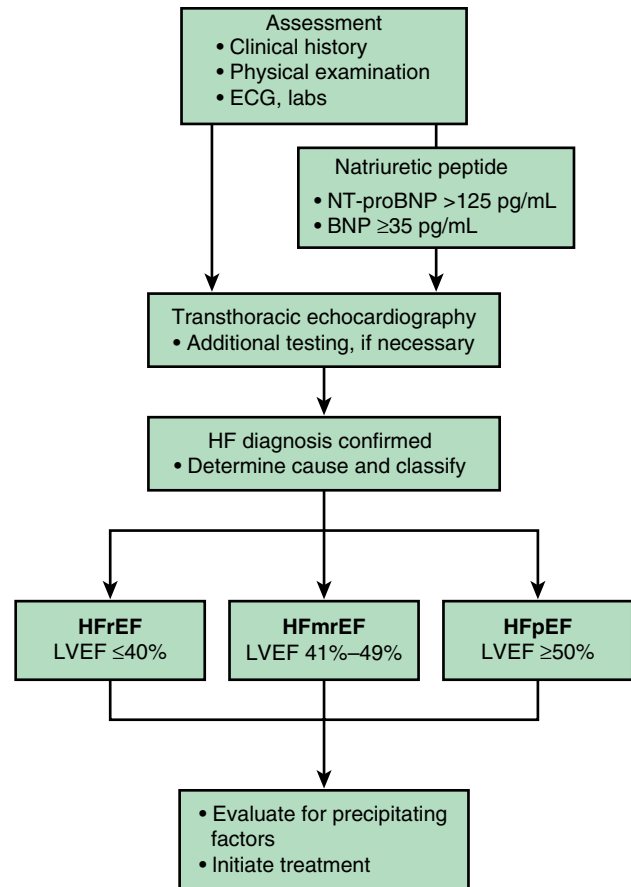 Assessment
• Clinical history
• Physical examination
• ECG, labs
Natriuretic peptide
• NT-proBNP >125 pg/mL
• BNP ≥35 pg/mL
Transthoracic echocardiography
• Additional testing, if necessary
HF diagnosis confirmed
• Determine cause and classify
HFrEF
LVEF ≤40%
HFmrEF
LVEF 41%–49%
HFpEF
LVEF ≥50%
• Evaluate for precipitating
factors
• Initiate treatment